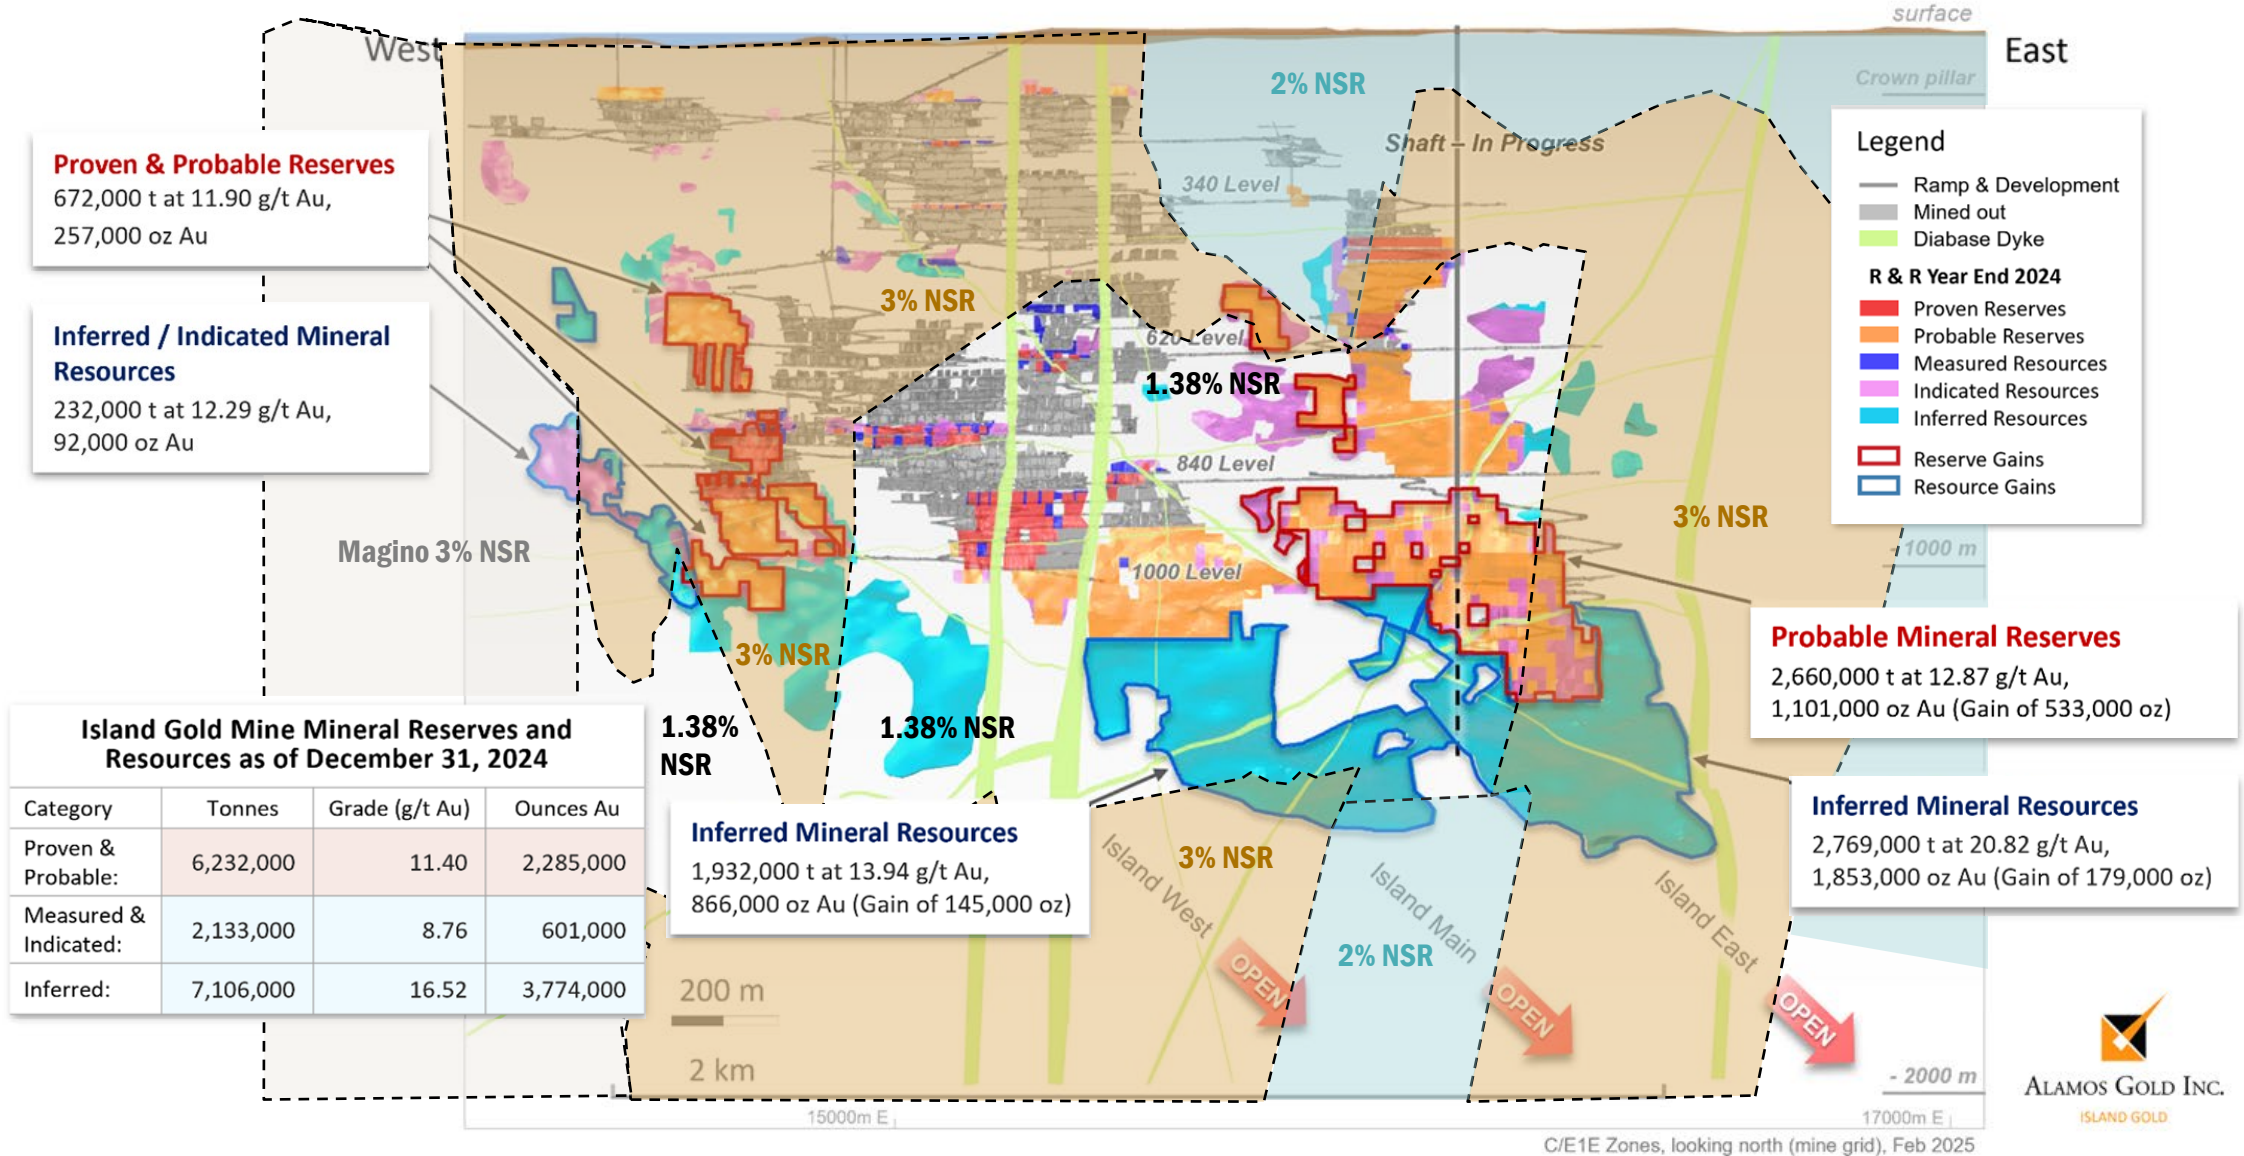 surface
West
East
2% NSR
Crown pillar
Shaft – In Progress
340 Level
Proven & Probable Reserves
672,000 t at 11.90 g/t Au,
257,000 oz Au
Inferred / Indicated Mineral
Resources
232,000 t at 12.29 g/t Au,
92,000 oz Au
Legend
Ramp & Development
Mined out
Diabase Dyke
R & R Year End 2024
Proven Reserves
Probable Reserves
Measured Resources
Indicated Resources
Inferred Resources
Reserve Gains
Resource Gains
3% NSR
620 Level
1.38% NSR
840 Level
3% NSR
Magino 3% NSR
- 1000 m
1000 Level
3% NSR
1.38%
NSR
1.38% NSR
Probable Mineral Reserves
2,660,000 t at 12.87 g/t Au,
1,101,000 oz Au (Gain of 533,000 oz)
Island Gold Mine Mineral Reserves and
Resources as of December 31, 2024
Category Tonnes Grade (g/t Au) Ounces Au
Proven &
Probable: 6,232,000 11.40 2,285,000
Measured &
Indicated: 2,133,000 8.76 601,000
Inferred: 7,106,000 16.52 3,774,000
Inferred Mineral Resources
1,932,000 t at 13.94 g/t Au,
866,000 oz Au (Gain of 145,000 oz)
Inferred Mineral Resources
2,769,000 t at 20.82 g/t Au,
1,853,000 oz Au (Gain of 179,000 oz)
3% NSR
Island West
Island Main
Island East
2% NSR
OPEN
OPEN
OPEN
200 m
2 km
- 2000 m
ALAMOS GOLD INC.
ISLAND GOLD
15000m E
17000m E
C/E1E Zones, looking north (mine grid), Feb 2025